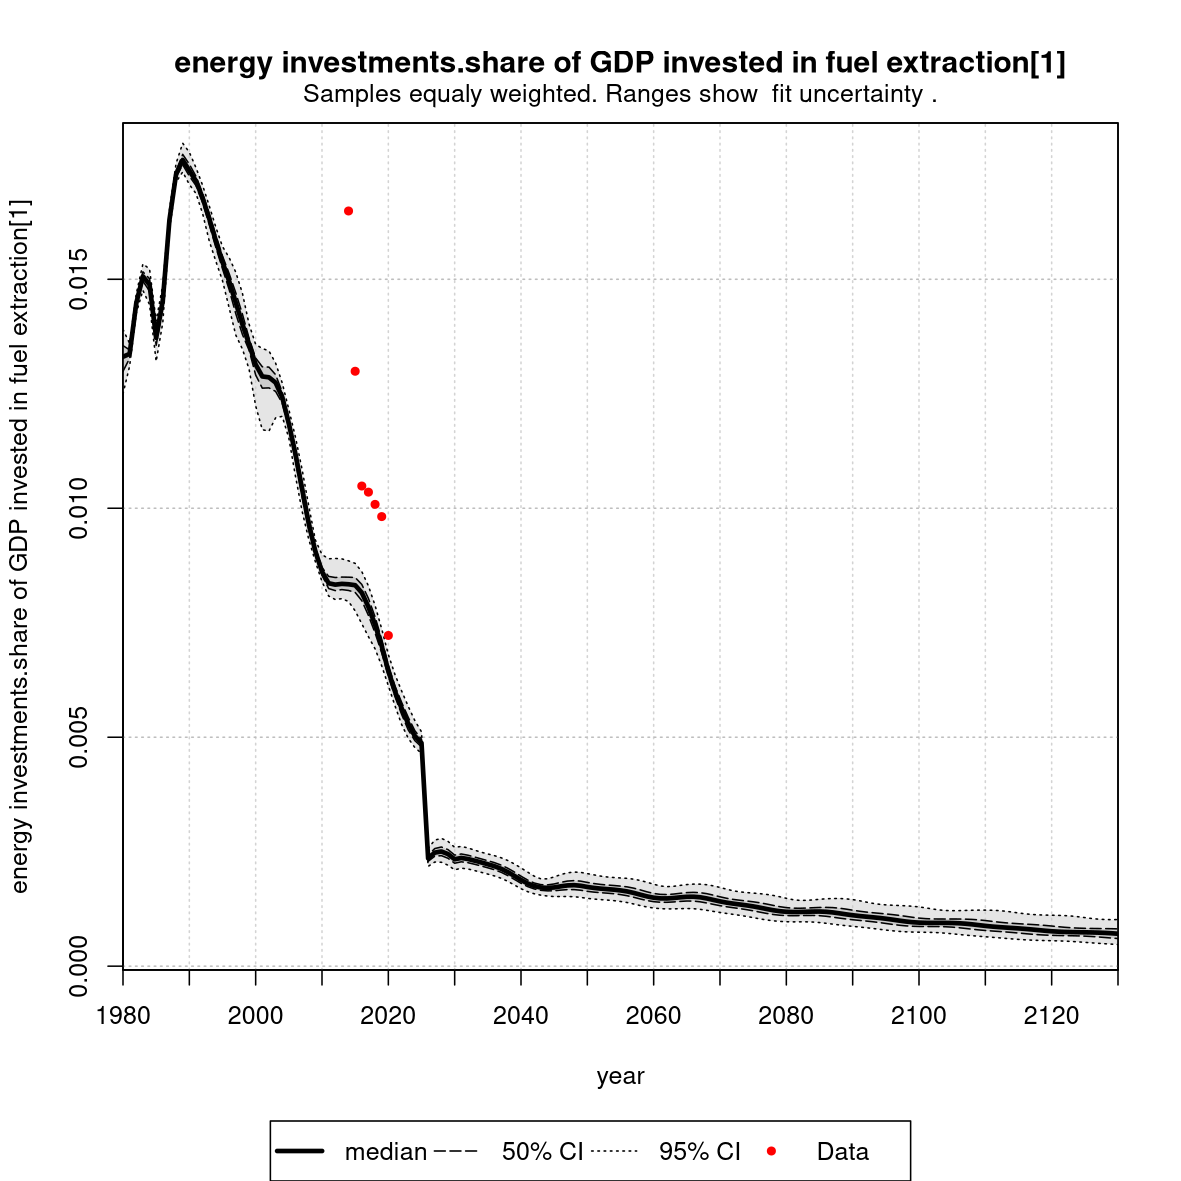 energy investments.share of GDP invested in fuel extraction[1]
Samples equaly weighted. Ranges show  fit uncertainty .
energy investments.share of GDP invested in fuel extraction[1]
0.015
0.010
0.005
0.000
1980 2000 2020 2040 2060 2080 2100 2120
year
median 50% CI 95% CI Data